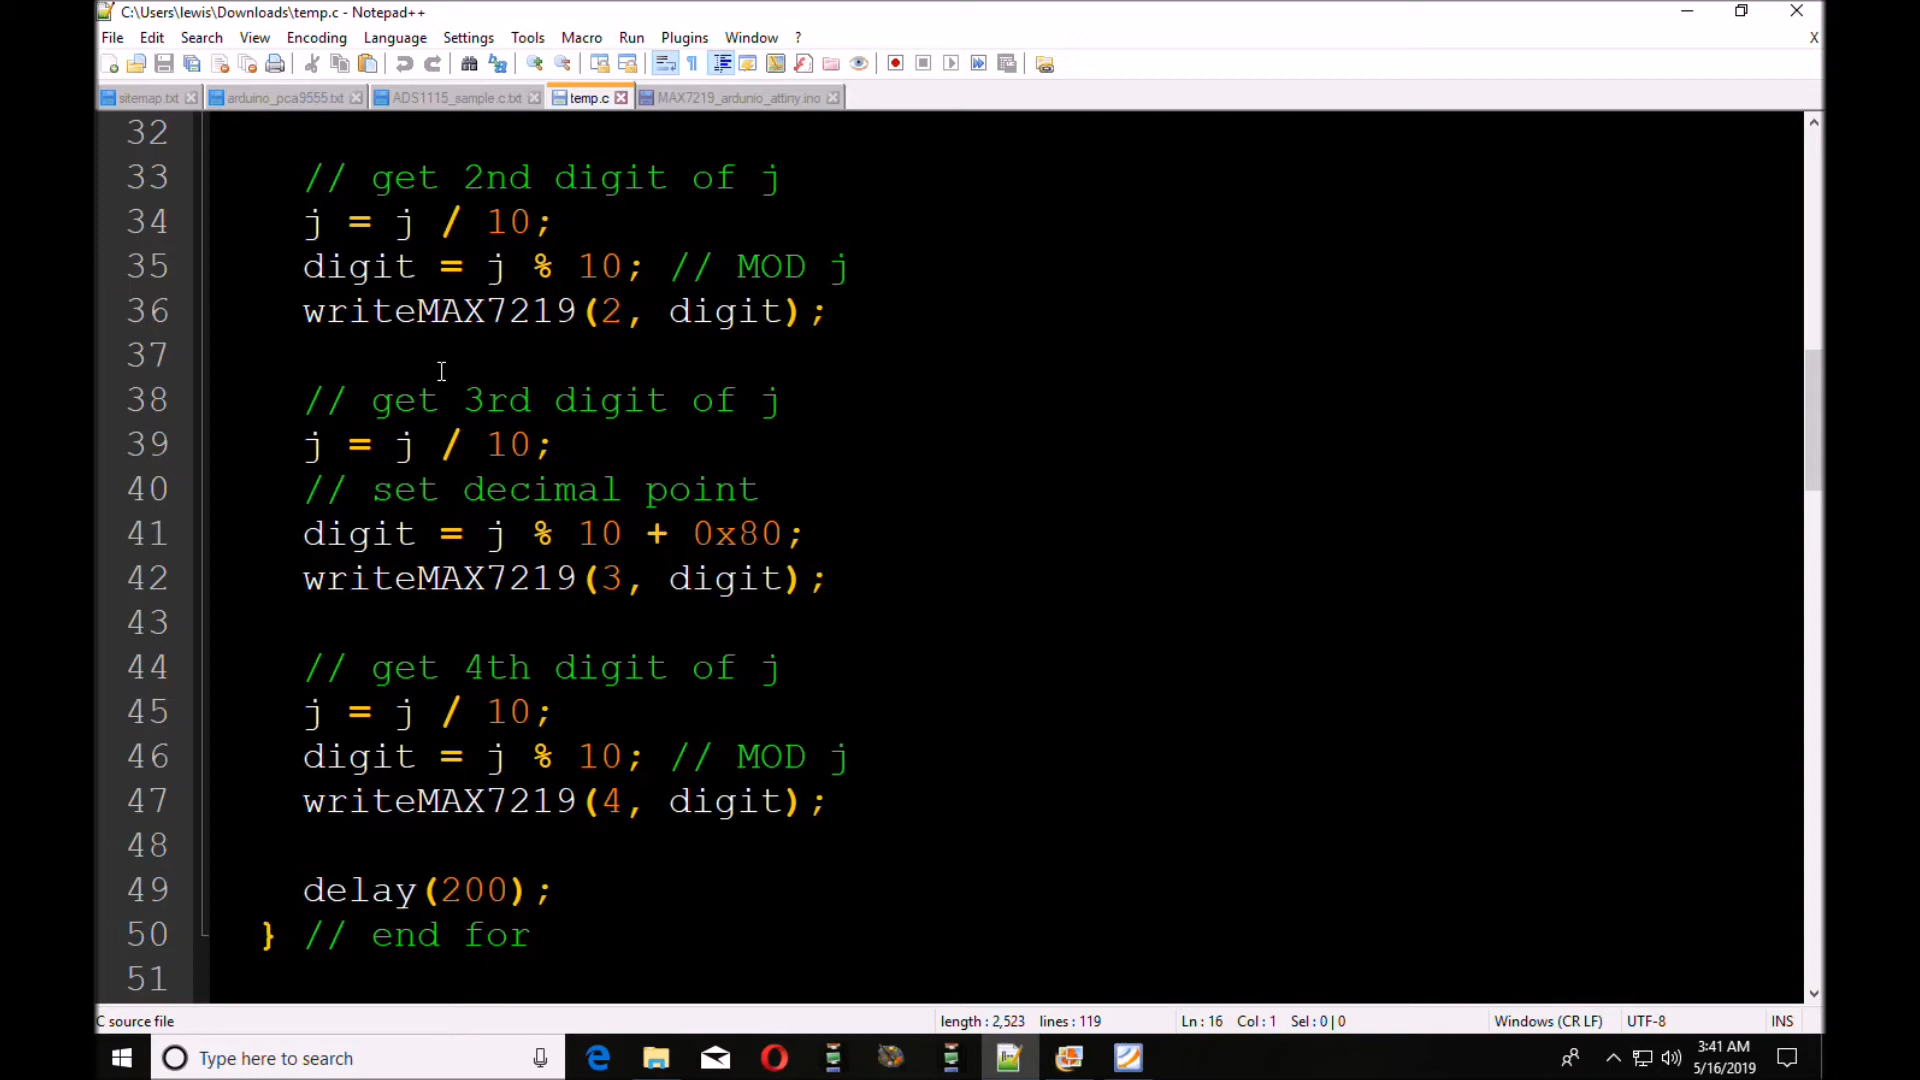 C:\Users\lewis\Downloads\temp.c - Notepad++
File Edit Search View Encoding Language Settings Tools Macro Run Plugins Window ? X
sitemap.txt arduino_pca9555.txt ADS1115_sample.c.txt temp.c MAX7219_ardunio_attiny.ino
32
33 // get 2nd digit of j
34 j = j / 10;
35 digit = j % 10; // MOD j
36 writeMAX7219(2, digit);
37
38 // get 3rd digit of j
39 j = j / 10;
40 // set decimal point
41 digit = j % 10 + 0x80;
42 writeMAX7219(3, digit);
43
44 // get 4th digit of j
45 j = j / 10;
46 digit = j % 10; // MOD j
47 writeMAX7219(4, digit);
48
49 delay(200);
50 } // end for
51
C source file length : 2,523 lines : 119 Ln : 16 Col : 1 Sel : 0 | 0 Windows (CR LF) UTF-8 INS
Type here to search 3:41 AM
5/16/2019